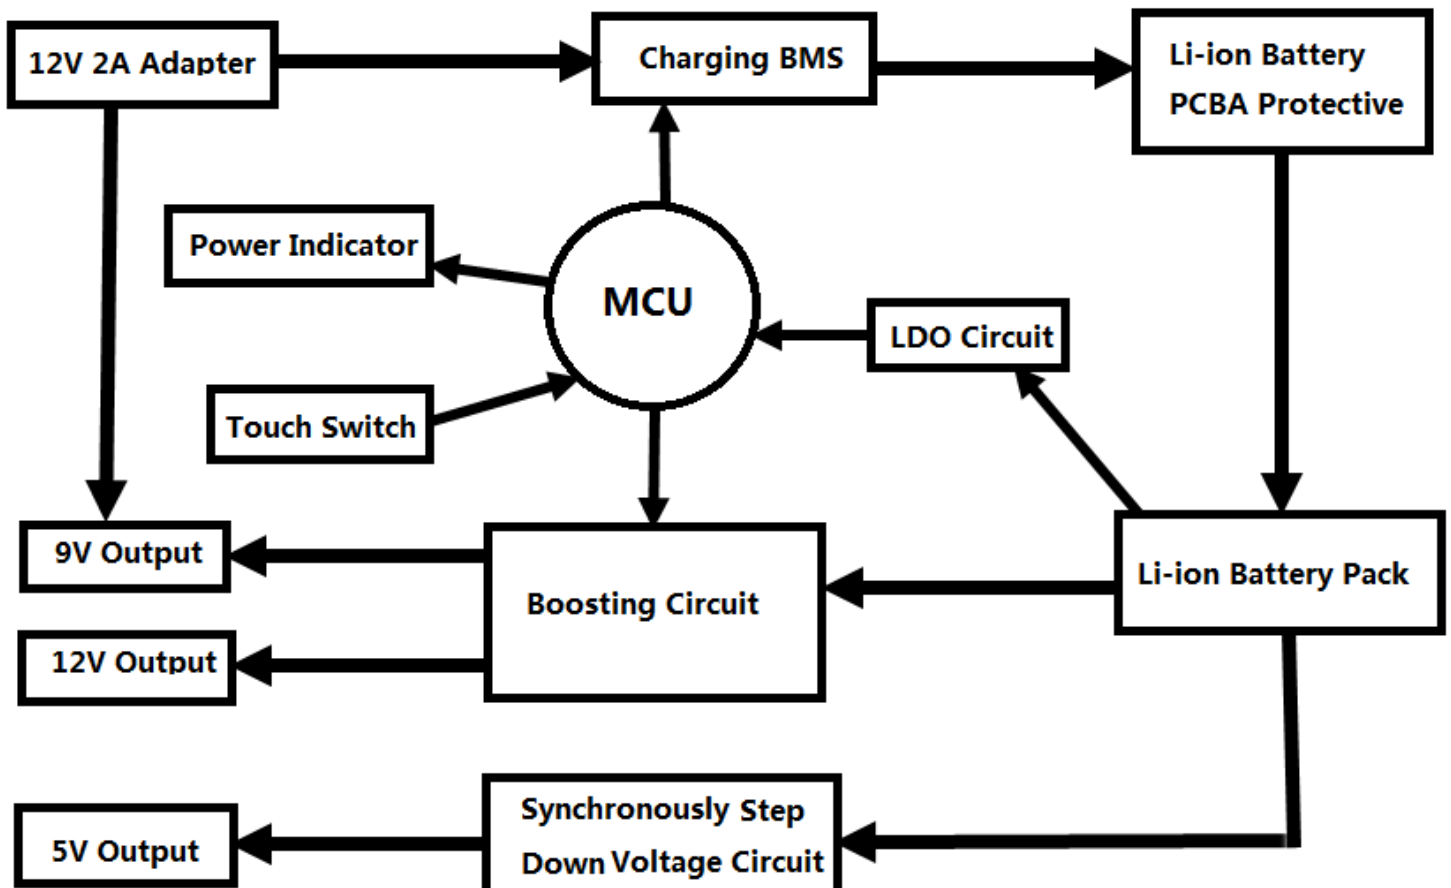 12V 2A Adapter
Charging BMS
Li-ion Battery
PCBA Protective
Power Indicator
MCU
LDO Circuit
Touch Switch
9V Output
Boosting Circuit
Li-ion Battery Pack
12V Output
Synchronously Step
Down Voltage Circuit
5V Output